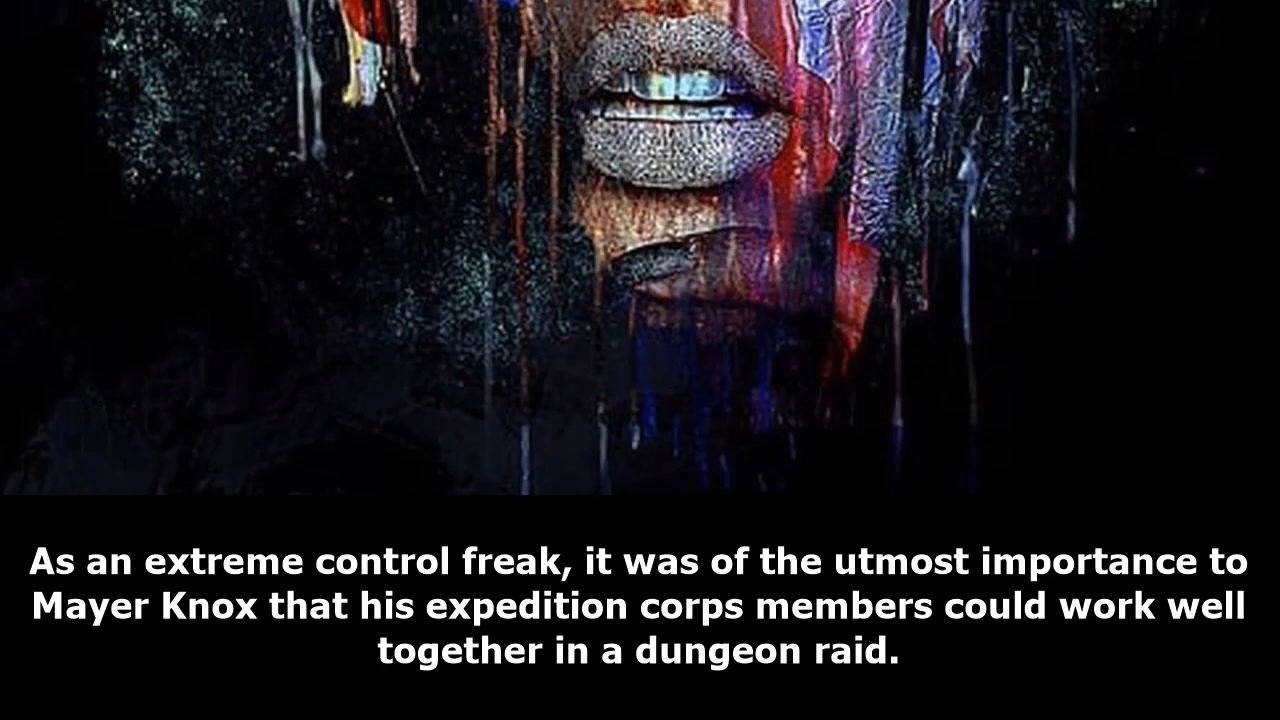 As an extreme control freak, it was of the utmost importance to
Mayer Knox that his expedition corps members could work well
together in a dungeon raid.